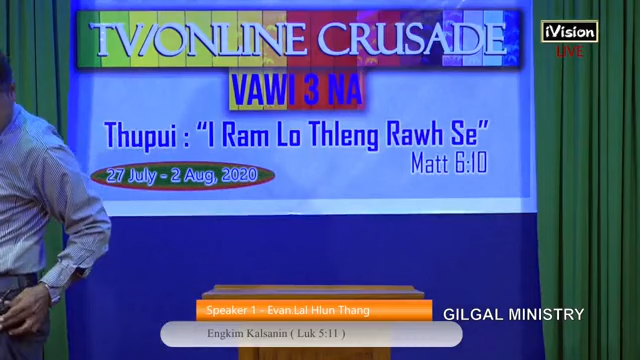 TV/ONLINE CRUSADE
iVision
LIVE
VAWI 3 NA
Thupui : “I Ram Lo Thleng Rawh Se”
Matt 6:10
27 July - 2 Aug, 2020
Speaker 1 - Evan.Lal Hlun Thang
GILGAL MINISTRY
Engkim Kalsanin ( Luk 5:11 )